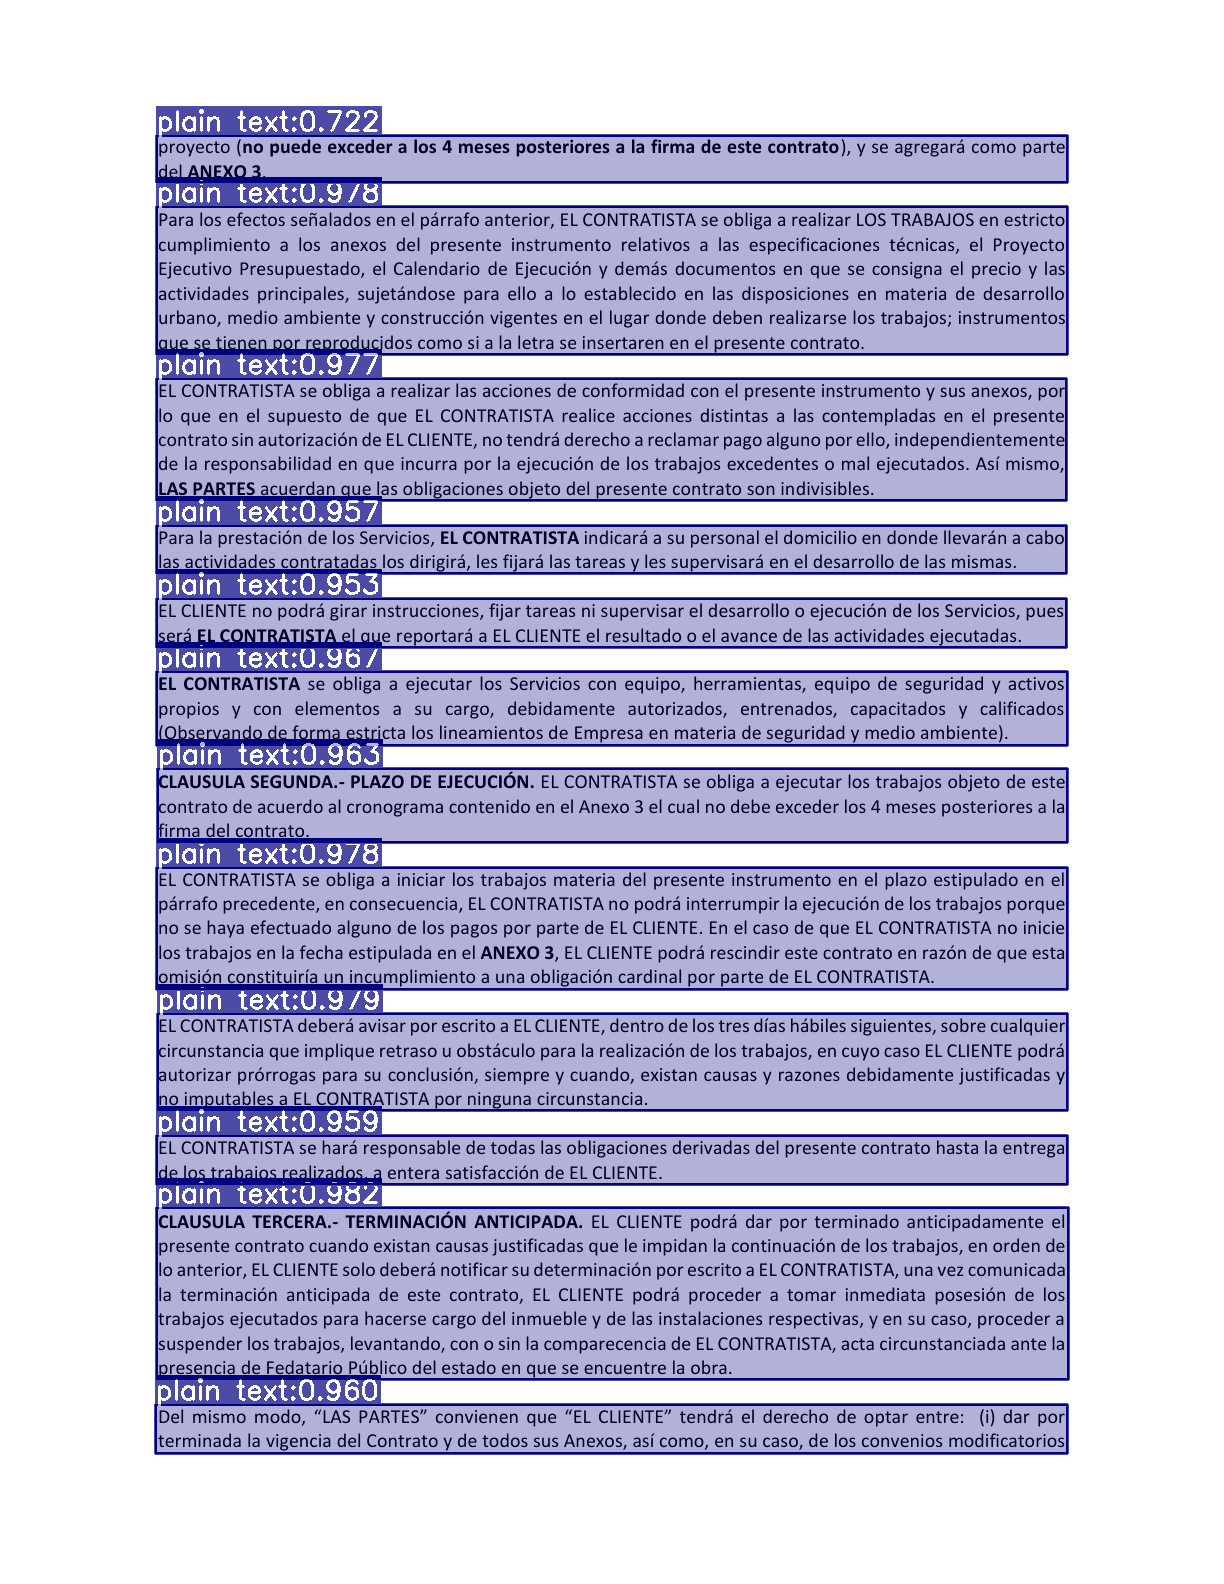 plain text:0.722
proyecto (no puede exceder a los 4 meses posteriores a la firma de este contrato), y se agregará como parte
del ANEXO 3.
plain text:0.978
Para los efectos señalados en el párrafo anterior, EL CONTRATISTA se obliga a realizar LOS TRABAJOS en estricto
cumplimiento a los anexos del presente instrumento relativos a las especificaciones técnicas, el Proyecto
Ejecutivo Presupuestado, el Calendario de Ejecución y demás documentos en que se consigna el precio y las
actividades principales, sujetándose para ello a lo establecido en las disposiciones en materia de desarrollo
urbano, medio ambiente y construcción vigentes en el lugar donde deben realizarse los trabajos; instrumentos
que se tienen por reproducidos como si a la letra se insertaren en el presente contrato.
plain text:0.977
EL CONTRATISTA se obliga a realizar las acciones de conformidad con el presente instrumento y sus anexos, por
lo que en el supuesto de que EL CONTRATISTA realice acciones distintas a las contempladas en el presente
contrato sin autorización de EL CLIENTE, no tendrá derecho a reclamar pago alguno por ello, independientemente
de la responsabilidad en que incurra por la ejecución de los trabajos excedentes o mal ejecutados. Así mismo,
LAS PARTES acuerdan que las obligaciones objeto del presente contrato son indivisibles.
plain text:0.957
Para la prestación de los Servicios, EL CONTRATISTA indicará a su personal el domicilio en donde llevarán a cabo
las actividades contratadas los dirigirá, les fijará las tareas y les supervisará en el desarrollo de las mismas.
plain text:0.953
EL CLIENTE no podrá girar instrucciones, fijar tareas ni supervisar el desarrollo o ejecución de los Servicios, pues
será EL CONTRATISTA el que reportará a EL CLIENTE el resultado o el avance de las actividades ejecutadas.
plain text:0.967
EL CONTRATISTA se obliga a ejecutar los Servicios con equipo, herramientas, equipo de seguridad y activos
propios y con elementos a su cargo, debidamente autorizados, entrenados, capacitados y calificados
(Observando de forma estricta los lineamientos de Empresa en materia de seguridad y medio ambiente).
plain text:0.963
CLAUSULA SEGUNDA.- PLAZO DE EJECUCIÓN. EL CONTRATISTA se obliga a ejecutar los trabajos objeto de este
contrato de acuerdo al cronograma contenido en el Anexo 3 el cual no debe exceder los 4 meses posteriores a la
firma del contrato.
plain text:0.978
EL CONTRATISTA se obliga a iniciar los trabajos materia del presente instrumento en el plazo estipulado en el
párrafo precedente, en consecuencia, EL CONTRATISTA no podrá interrumpir la ejecución de los trabajos porque
no se haya efectuado alguno de los pagos por parte de EL CLIENTE. En el caso de que EL CONTRATISTA no inicie
los trabajos en la fecha estipulada en el ANEXO 3, EL CLIENTE podrá rescindir este contrato en razón de que esta
omisión constituiría un incumplimiento a una obligación cardinal por parte de EL CONTRATISTA.
plain text:0.979
EL CONTRATISTA deberá avisar por escrito a EL CLIENTE, dentro de los tres días hábiles siguientes, sobre cualquier
circunstancia que implique retraso u obstáculo para la realización de los trabajos, en cuyo caso EL CLIENTE podrá
autorizar prórrogas para su conclusión, siempre y cuando, existan causas y razones debidamente justificadas y
no imputables a EL CONTRATISTA por ninguna circunstancia.
plain text:0.959
EL CONTRATISTA se hará responsable de todas las obligaciones derivadas del presente contrato hasta la entrega
de los trabajos realizados, a entera satisfacción de EL CLIENTE.
plain text:0.982
CLAUSULA TERCERA.- TERMINACIÓN ANTICIPADA. EL CLIENTE podrá dar por terminado anticipadamente el
presente contrato cuando existan causas justificadas que le impidan la continuación de los trabajos, en orden de
lo anterior, EL CLIENTE solo deberá notificar su determinación por escrito a EL CONTRATISTA, una vez comunicada
la terminación anticipada de este contrato, EL CLIENTE podrá proceder a tomar inmediata posesión de los
trabajos ejecutados para hacerse cargo del inmueble y de las instalaciones respectivas, y en su caso, proceder a
suspender los trabajos, levantando, con o sin la comparecencia de EL CONTRATISTA, acta circunstanciada ante la
presencia de Fedatario Público del estado en que se encuentre la obra.
plain text:0.960
Del mismo modo, “LAS PARTES” convienen que “EL CLIENTE” tendrá el derecho de optar entre: (i) dar por
terminada la vigencia del Contrato y de todos sus Anexos, así como, en su caso, de los convenios modificatorios